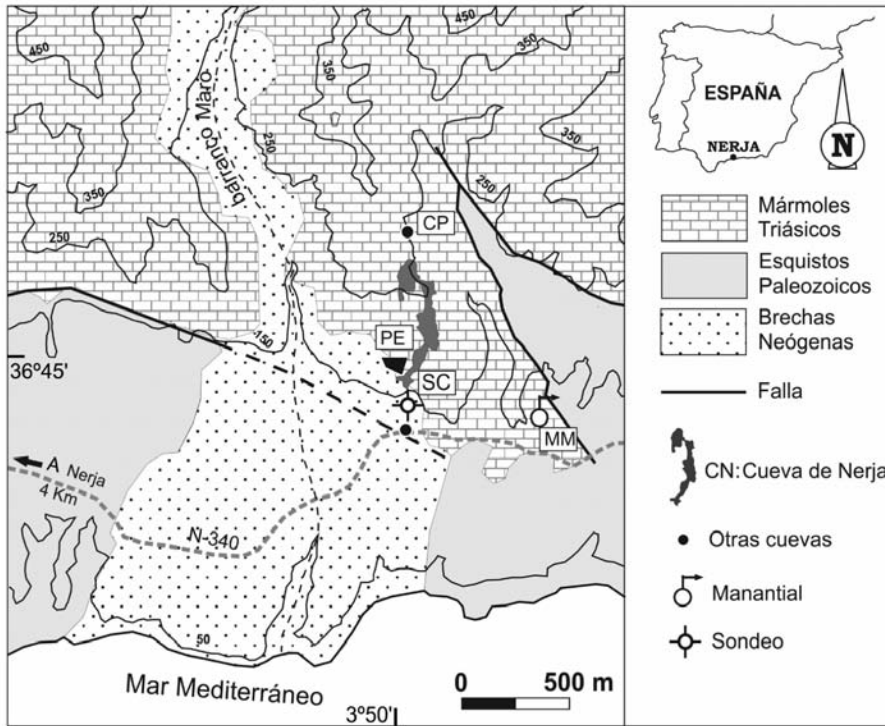 450
450
350
350
250
350
350
250
250
150
50
barranco Maro
CP
PE
SC
MM
36º45'
A Nerja
4 Km
N-340
Mar Mediterráneo
3º50'
0 500 m
ESPAÑA
NERJA
N
Mármoles
Triásicos
Esquistos
Paleozoicos
Brechas
Neógenas
Falla
CN:Cueva de Nerja
Otras cuevas
Manantial
Sondeo